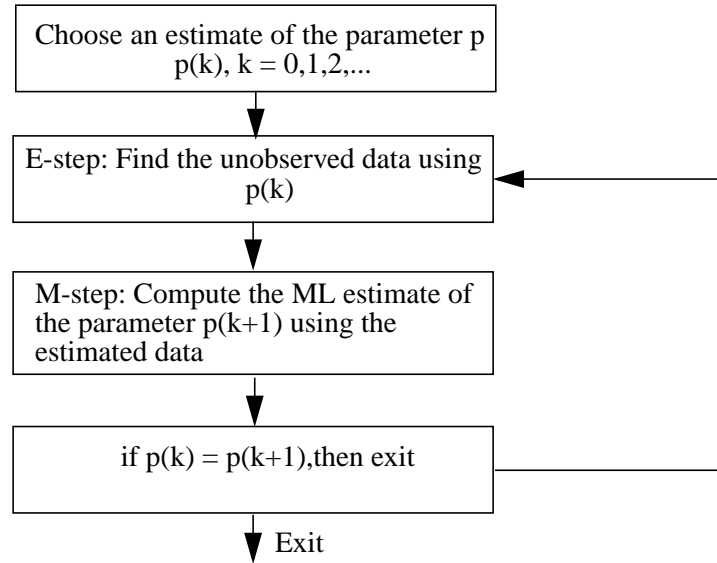 Choose an estimate of the parameter p
p(k), k = 0,1,2,...
E-step: Find the unobserved data using
p(k)
M-step: Compute the ML estimate of
the parameter p(k+1) using the
estimated data
if p(k) = p(k+1),then exit
Exit